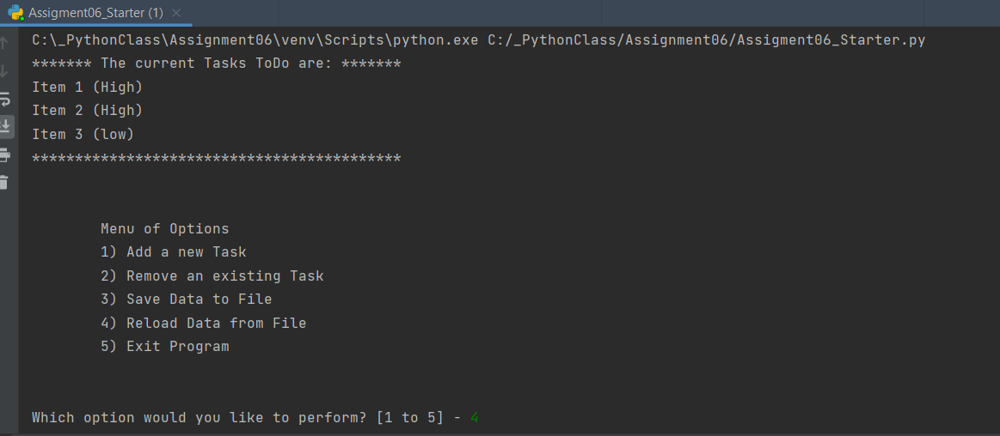 Assigment06_Starter (1)
C:\_PythonClass\Assignment06\venv\Scripts\python.exe C:/_PythonClass/Assignment06/Assigment06_Starter.py
******* The current Tasks ToDo are: *******
Item 1 (High)
Item 2 (High)
Item 3 (low)
*******************************************
Menu of Options
1) Add a new Task
2) Remove an existing Task
3) Save Data to File
4) Reload Data from File
5) Exit Program
Which option would you like to perform? [1 to 5] - 4